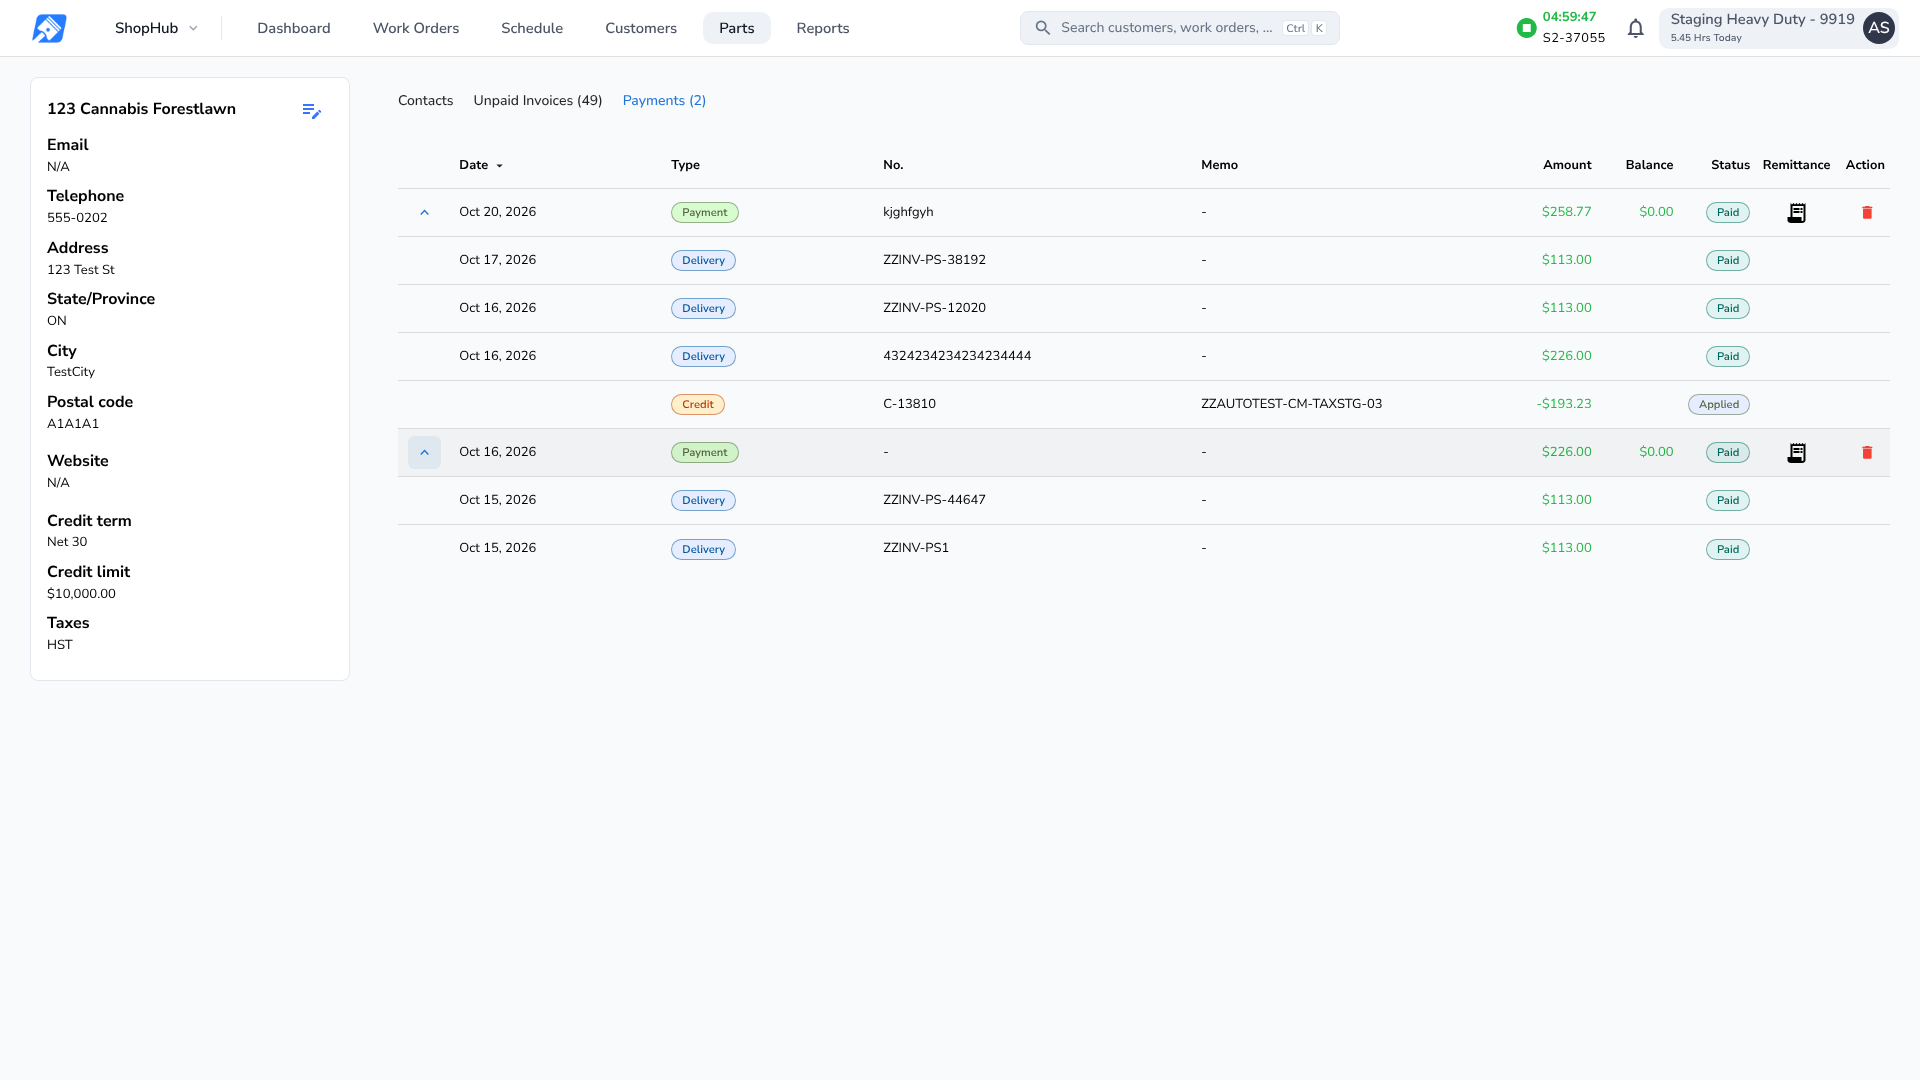 ShopHub
Dashboard
Work Orders
Schedule
Customers
Parts
Reports
Search customers, work orders, ...
Ctrl
K
04:59:47
S2-37055
Staging Heavy Duty - 9919
5.45 Hrs Today
AS
123 Cannabis Forestlawn
Email
N/A
Telephone
555-0202
Address
123 Test St
State/Province
ON
City
TestCity
Postal code
A1A1A1
Website
N/A
Credit term
Net 30
Credit limit
$10,000.00
Taxes
HST
Contacts Unpaid Invoices (49) Payments (2)
Date Type No. Memo Amount Balance Status Remittance Action
Oct 20, 2026 Payment kjghfgyh - $258.77 $0.00 Paid
Oct 17, 2026 Delivery ZZINV-PS-38192 - $113.00 Paid
Oct 16, 2026 Delivery ZZINV-PS-12020 - $113.00 Paid
Oct 16, 2026 Delivery 4324234234234234444 - $226.00 Paid
Credit C-13810 ZZAUTOTEST-CM-TAXSTG-03 -$193.23 Applied
Oct 16, 2026 Payment - - $226.00 $0.00 Paid
Oct 15, 2026 Delivery ZZINV-PS-44647 - $113.00 Paid
Oct 15, 2026 Delivery ZZINV-PS1 - $113.00 Paid